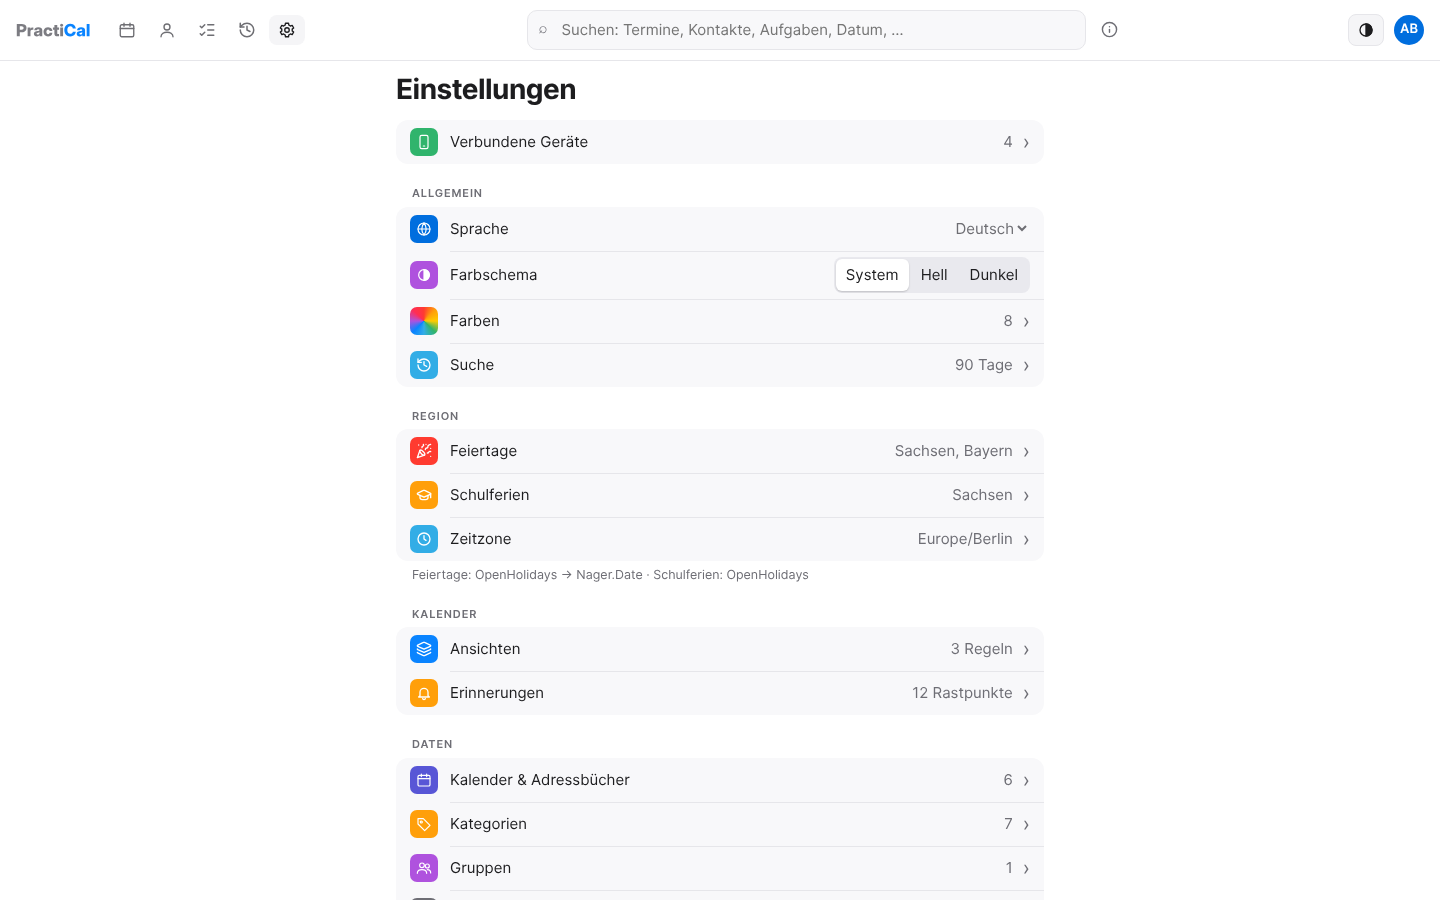 PractiCal
Suchen: Termine, Kontakte, Aufgaben, Datum, ...
AB
Einstellungen
Verbundene Geräte 4
ALLGEMEIN
Sprache Deutsch
Farbschema System Hell Dunkel
Farben 8
Suche 90 Tage
REGION
Feiertage Sachsen, Bayern
Schulferien Sachsen
Zeitzone Europe/Berlin
Feiertage: OpenHolidays → Nager.Date · Schulferien: OpenHolidays
KALENDER
Ansichten 3 Regeln
Erinnerungen 12 Rastpunkte
DATEN
Kalender & Adressbücher 6
Kategorien 7
Gruppen 1